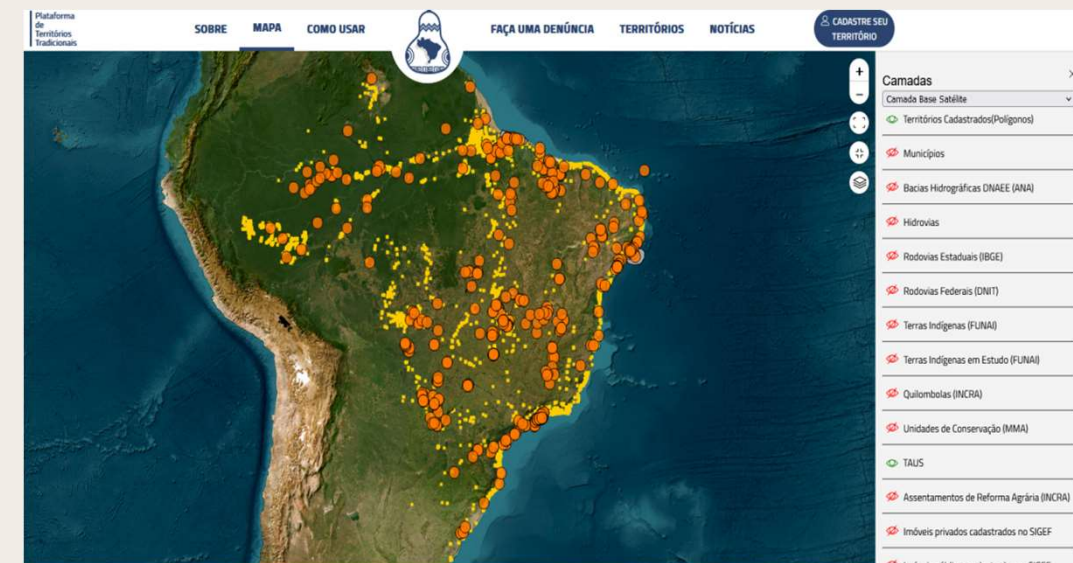 Plataforma
de
Territórios
Tradicionais
SOBRE
MAPA
COMO USAR
FAÇA UMA DENÚNCIA
TERRITÓRIOS
NOTÍCIAS
CADASTRE SEU
TERRITÓRIO
Camadas
Camada Base Satélite
Territórios Cadastrados(Polígonos)
Municípios
Bacias Hidrográficas DNAEE (ANA)
Hidrovias
Rodovias Estaduais (IBGE)
Rodovias Federais (DNIT)
Terras Indígenas (FUNAI)
Terras Indígenas em Estudo (FUNAI)
Quilombolas (INCRA)
Unidades de Conservação (MMA)
TAUS
Assentamentos de Reforma Agrária (INCRA)
Imóveis privados cadastrados no SIGEF